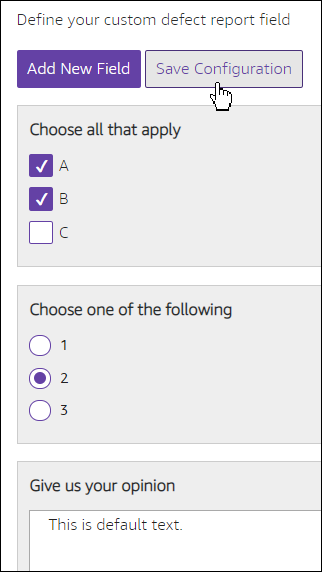 Define your custom defect report field
Add New Field Save Configuration
Choose all that apply
A
B
C
Choose one of the following
1
2
3
Give us your opinion
This is default text.